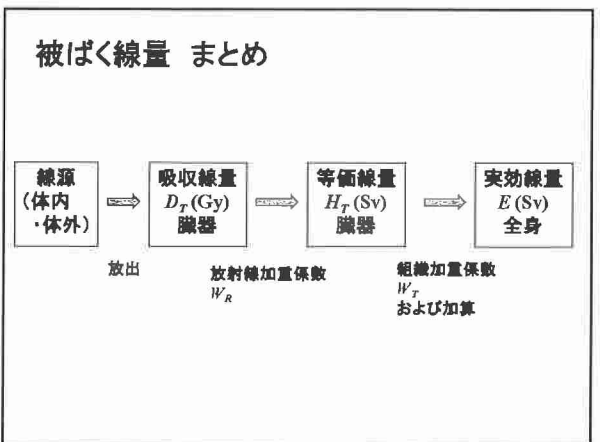 被ばく線量 まとめ
線源
(体内
・体外)
吸収線量
D_T (Gy)
臓器
等価線量
H_T (Sv)
臓器
実効線量
E (Sv)
全身
放出
放射線加重係数
W_R
組織加重係数
W_T
および加算